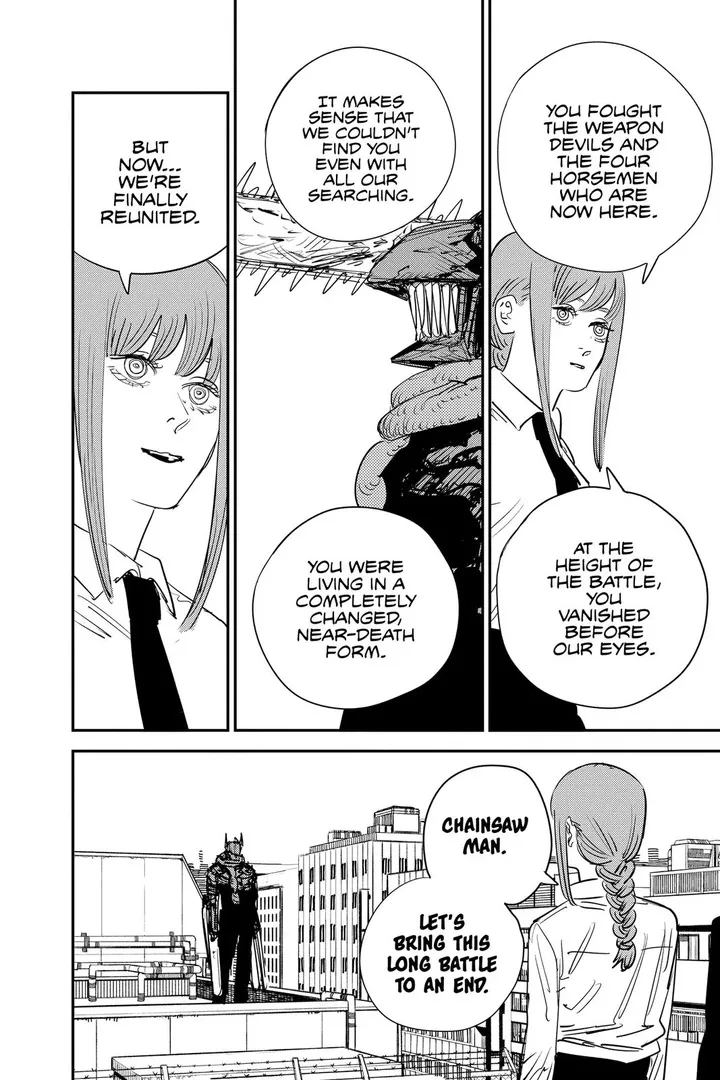 YOU FOUGHT
THE WEAPON
DEVILS AND
THE FOUR
HORSEMEN
WHO ARE
NOW HERE.
AT THE
HEIGHT OF
THE BATTLE,
YOU
VANISHED
BEFORE
OUR EYES.
IT MAKES
SENSE THAT
WE COULDN'T
FIND YOU
EVEN WITH
ALL OUR
SEARCHING.
YOU WERE
LIVING IN A
COMPLETELY
CHANGED,
NEAR-DEATH
FORM.
BUT
NOW...
WE'RE
FINALLY
REUNITED.
CHAINSAW
MAN.
LET'S
BRING THIS
LONG BATTLE
TO AN END.